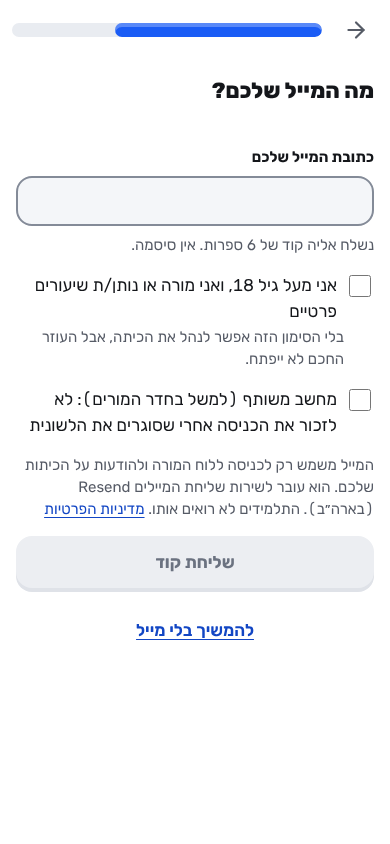 מה המייל שלכם?
כתובת המייל שלכם
נשלח אליה קוד של 6 ספרות. אין סיסמה.
אני מעל גיל 18, ואני מורה או נותן/ת שיעורים
פרטיים
בלי הסימון הזה אפשר לנהל את הכיתה, אבל העוזר
החכם לא ייפתח.
מחשב משותף (למשל בחדר המורים): לא
לזכור את הכניסה אחרי שסוגרים את הלשונית
המייל משמש רק לכניסה ללוח המורה ולהודעות על הכיתות
שלכם. הוא עובר לשירות שליחת המיילים Resend
(בארה״ב). התלמידים לא רואים אותו. מדיניות הפרטיות
שליחת קוד
להמשיך בלי מייל